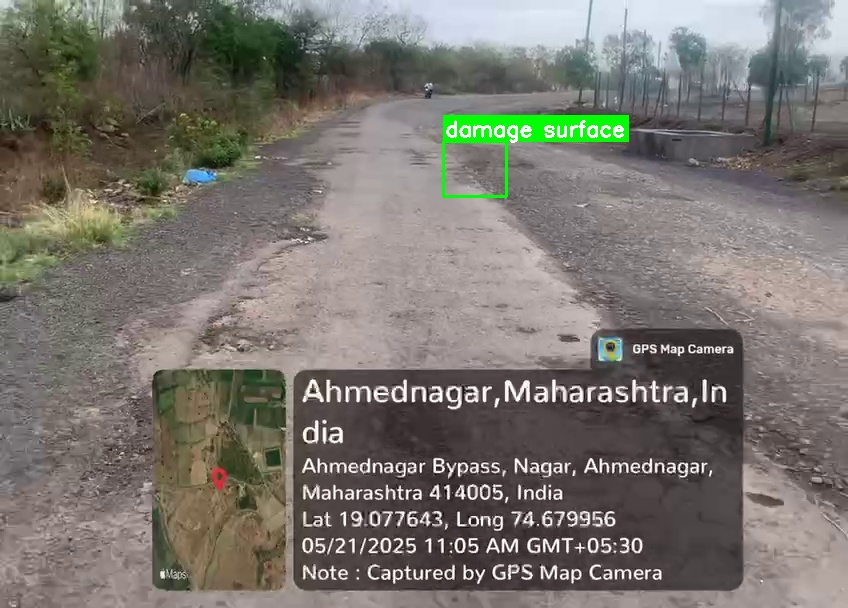 damage surface
GPS Map Camera
Ahmednagar,Maharashtra,In
dia
Ahmednagar Bypass, Nagar, Ahmednagar,
Maharashtra 414005, India
Lat 19.077643, Long 74.679956
05/21/2025 11:05 AM GMT+05:30
Note : Captured by GPS Map Camera
Maps